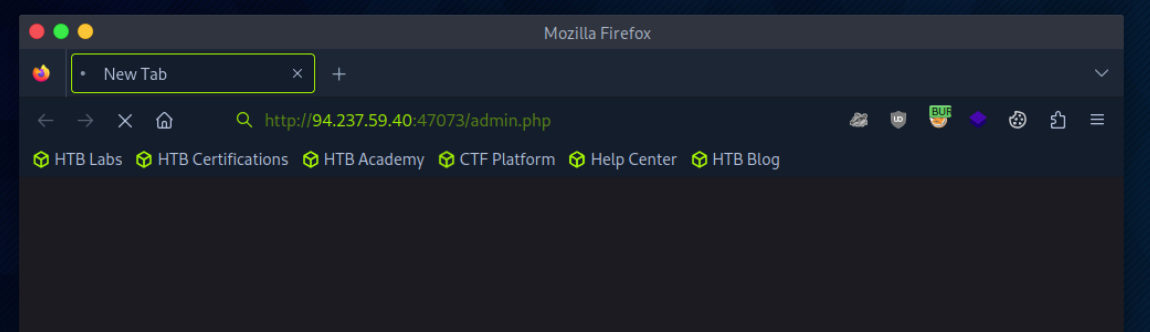 Mozilla Firefox
New Tab
http://94.237.59.40:47073/admin.php
BUR
HTB Labs HTB Certifications HTB Academy CTF Platform Help Center HTB Blog